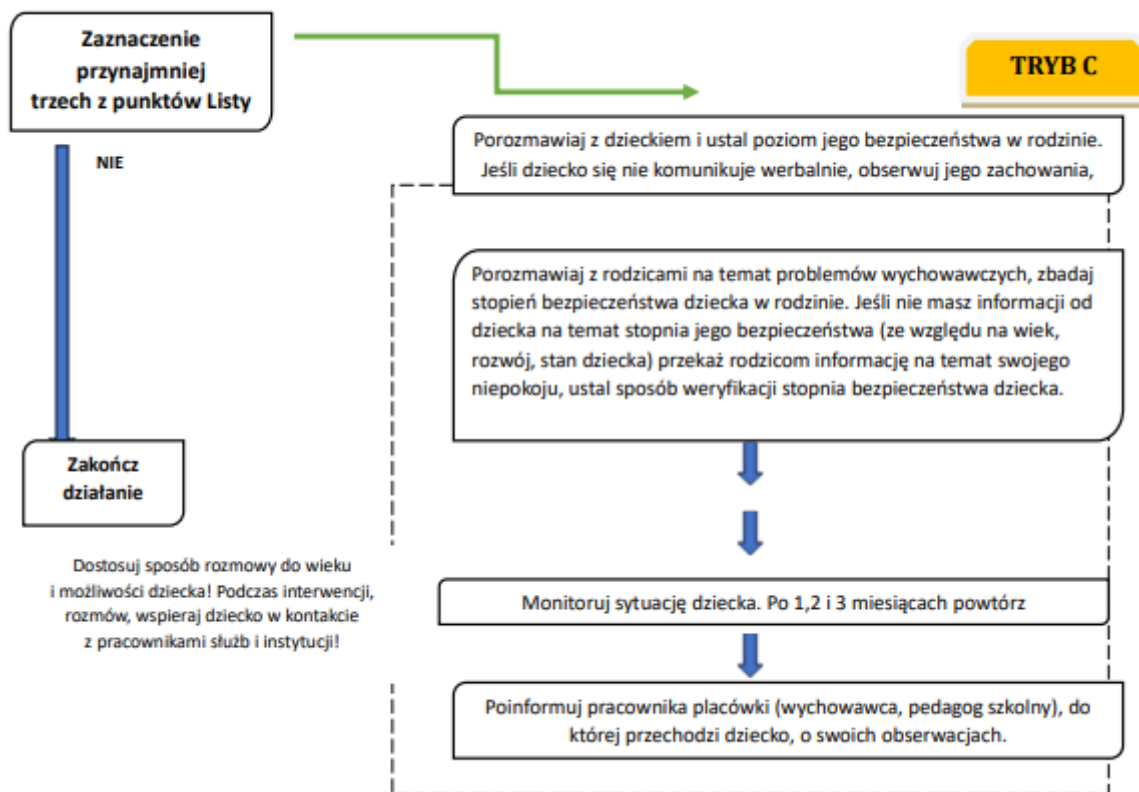 Zaznaczenie
przynajmniej
trzech z punktów Listy
TRYB C
NIE
Porozmawiaj z dzieckiem i ustal poziom jego bezpieczeństwa w rodzinie.
Jeśli dziecko się nie komunikuje werbalnie, obserwuj jego zachowania,
Porozmawiaj z rodzicami na temat problemów wychowawczych, zbadaj
stopień bezpieczeństwa dziecka w rodzinie. Jeśli nie masz informacji od
dziecka na temat stopnia jego bezpieczeństwa (ze względu na wiek,
rozwój, stan dziecka) przekaż rodzicom informację na temat swojego
niepokoju, ustal sposób weryfikacji stopnia bezpieczeństwa dziecka.
Zakończ
działanie
Dostosuj sposób rozmowy do wieku
i możliwości dziecka! Podczas interwencji,
rozmów, wspieraj dziecko w kontakcie
z pracownikami służb i instytucji!
Monitoruj sytuację dziecka. Po 1,2 i 3 miesiącach powtórz
Poinformuj pracownika placówki (wychowawca, pedagog szkolny), do
której przechodzi dziecko, o swoich obserwacjach.